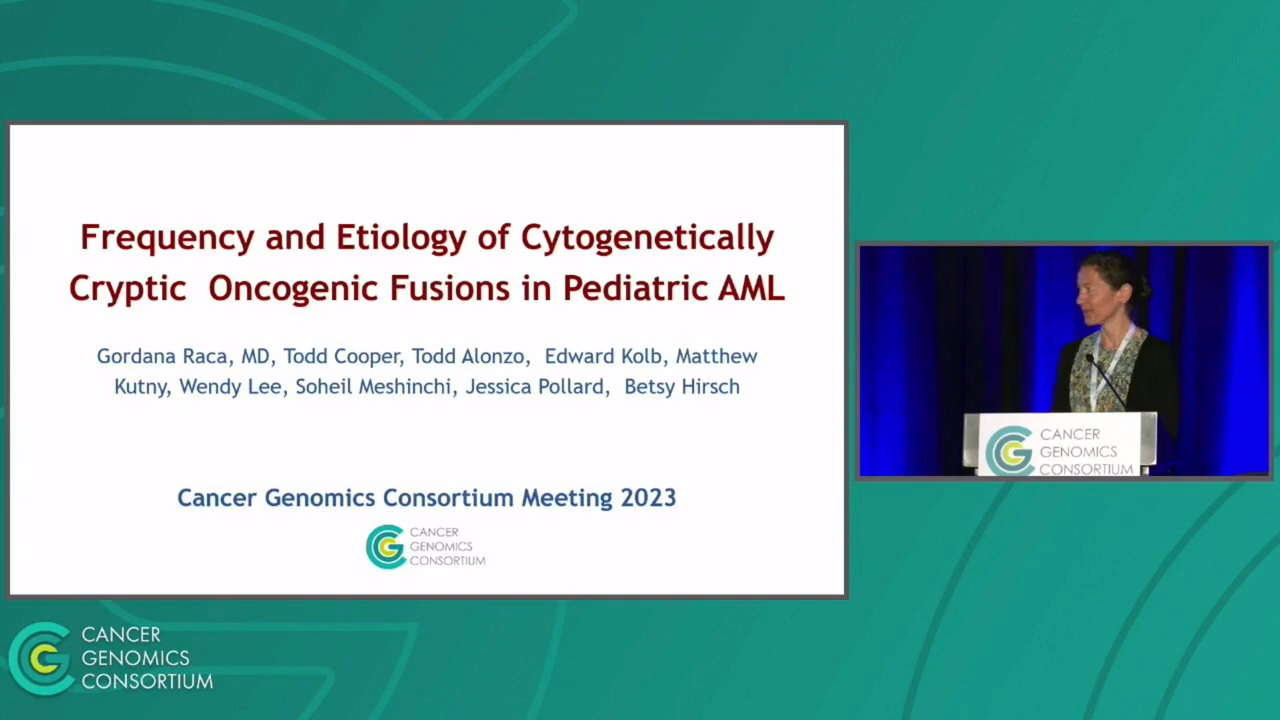 Frequency and Etiology of Cytogenetically
Cryptic Oncogenic Fusions in Pediatric AML
Gordana Raca, MD, Todd Cooper, Todd Alonzo, Edward Kolb, Matthew
Kutny, Wendy Lee, Soheil Meshinchi, Jessica Pollard, Betsy Hirsch
Cancer Genomics Consortium Meeting 2023
CANCER
GENOMICS
CONSORTIUM
CANCER
GENOMICS
CONSORTIUM
CANCER
GENOMICS
CONSORTIUM